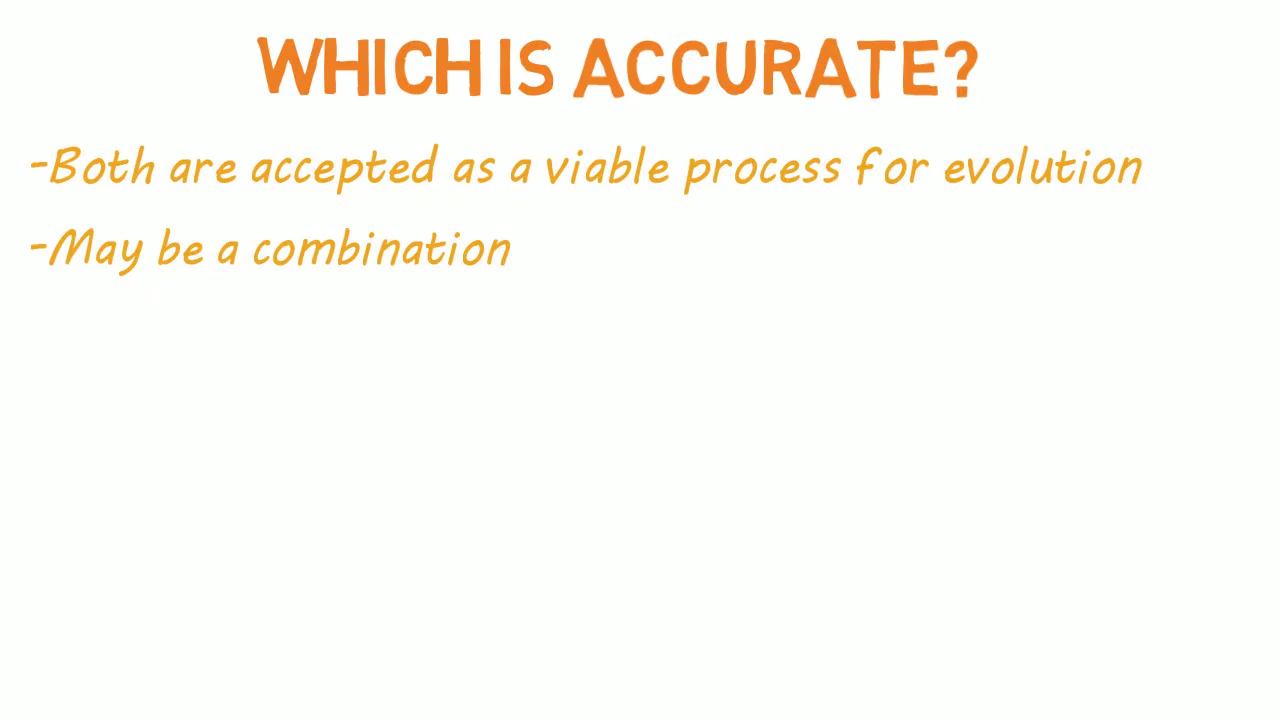 WHICH IS ACCURATE?
-Both are accepted as a viable process for evolution
-May be a combination